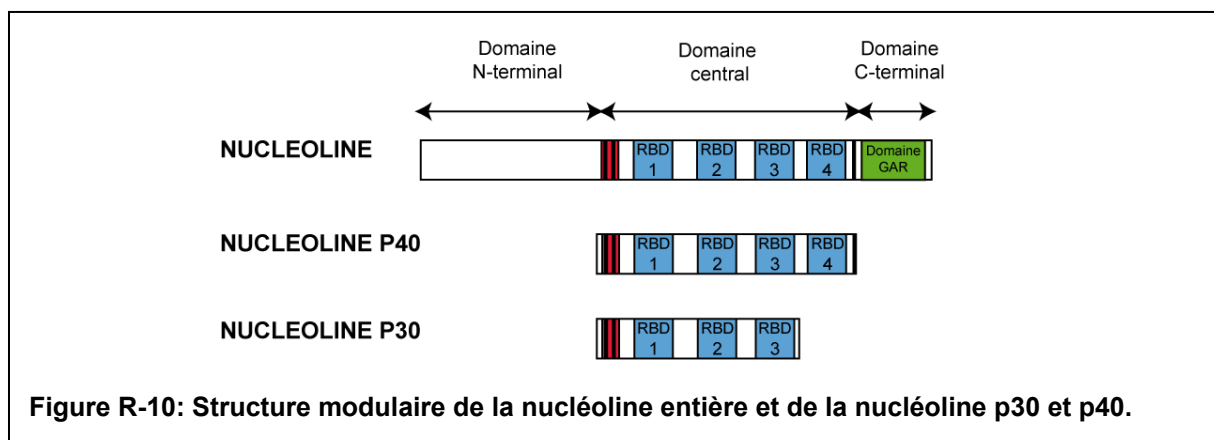 Domaine
N-terminal
Domaine
central
Domaine
C-terminal
NUCLEOLINE
RBD
1
RBD
2
RBD
3
RBD
4
Domaine
GAR
NUCLEOLINE P40
RBD
1
RBD
2
RBD
3
RBD
4
NUCLEOLINE P30
RBD
1
RBD
2
RBD
3
Figure R-10: Structure modulaire de la nucléoline entière et de la nucléoline p30 et p40.